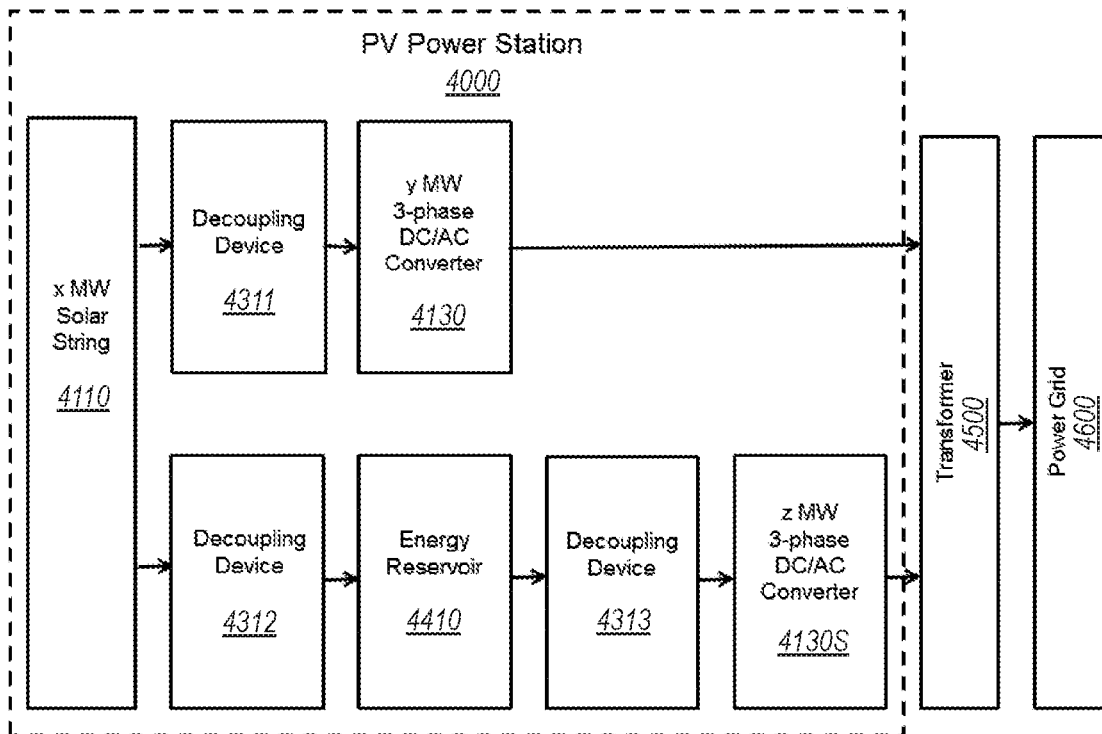 PV Power Station
4000
x MW
Solar
String
4110
Decoupling
Device
4311
y MW
3-phase
DC/AC
Converter
4130
Decoupling
Device
4312
Energy
Reservoir
4410
Decoupling
Device
4313
z MW
3-phase
DC/AC
Converter
4130S
Transformer
4500
Power Grid
4600